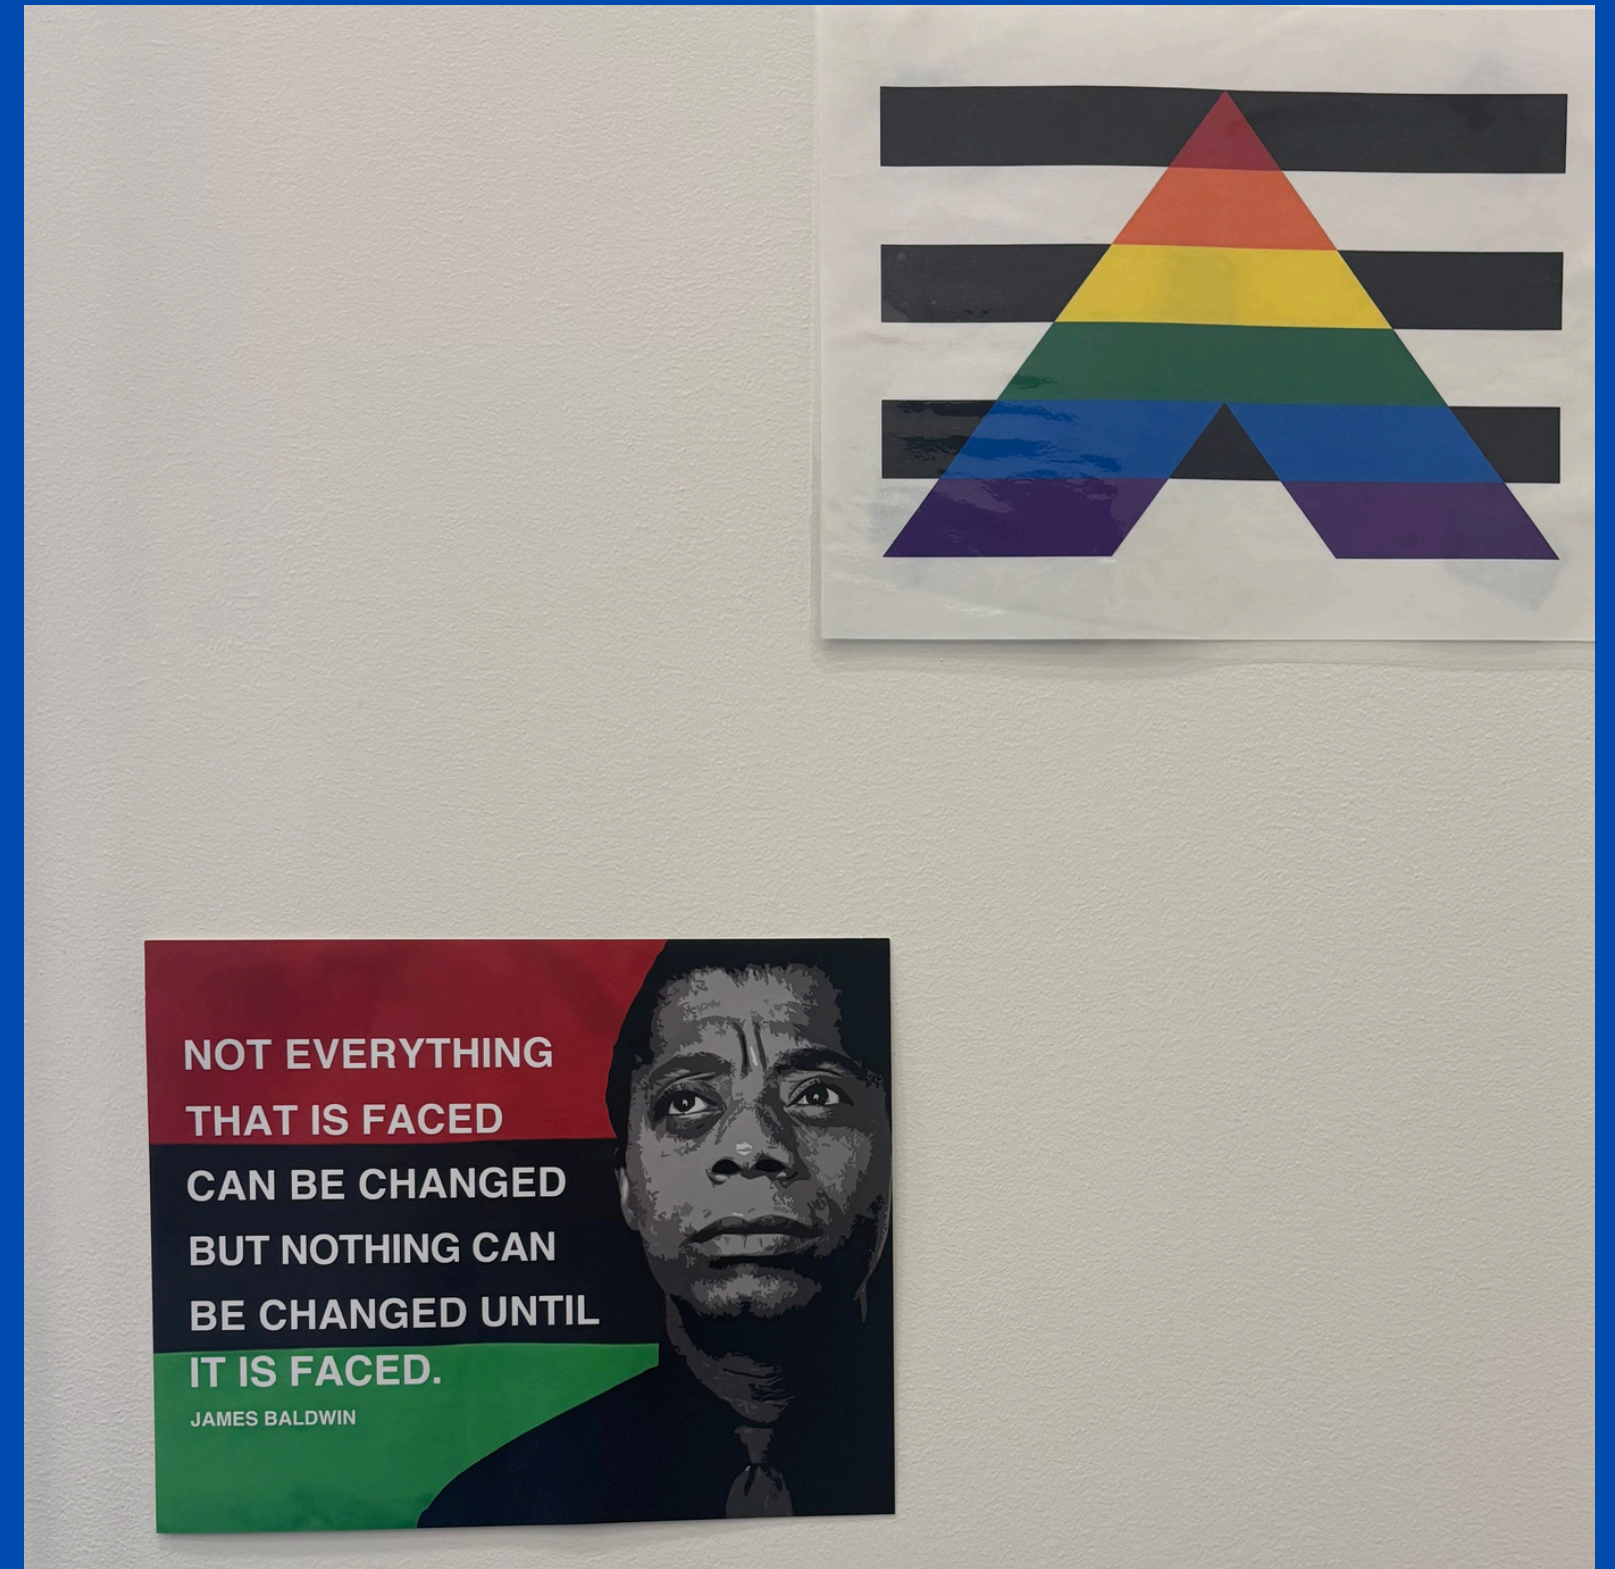 NOT EVERYTHING
THAT IS FACED
CAN BE CHANGED
BUT NOTHING CAN
BE CHANGED UNTIL
IT IS FACED.
JAMES BALDWIN